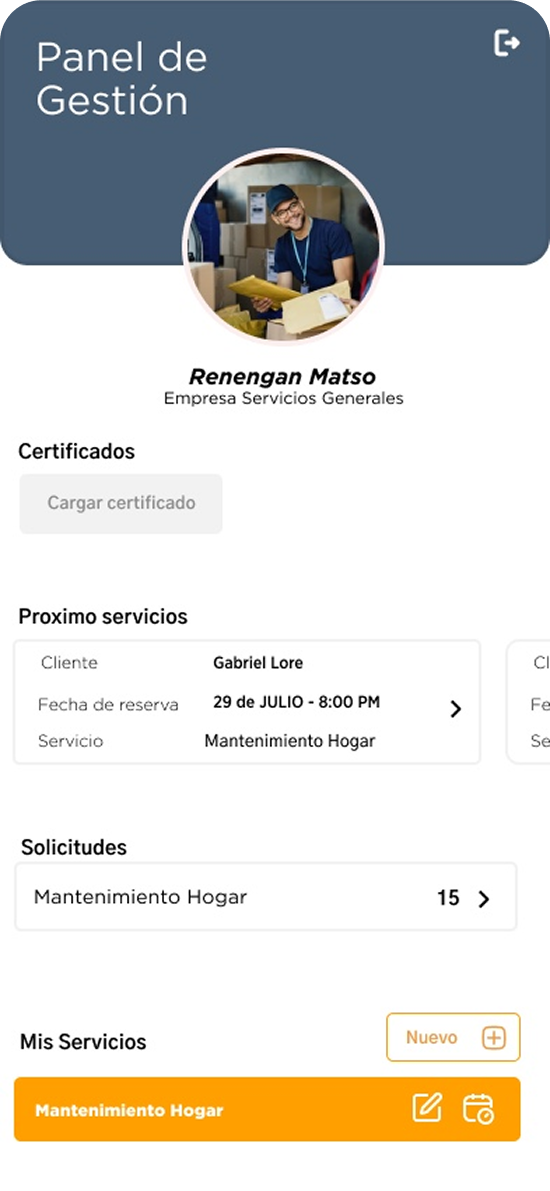 Panel de
Gestión
Renengan Matso
Empresa Servicios Generales
Certificados
Cargar certificado
Proximo servicios
Cliente Gabriel Lore
Fecha de reserva 29 de JULIO - 8:00 PM
Servicio Mantenimiento Hogar
Cl
Fe
Se
Solicitudes
Mantenimiento Hogar 15
Mis Servicios
Nuevo
Mantenimiento Hogar